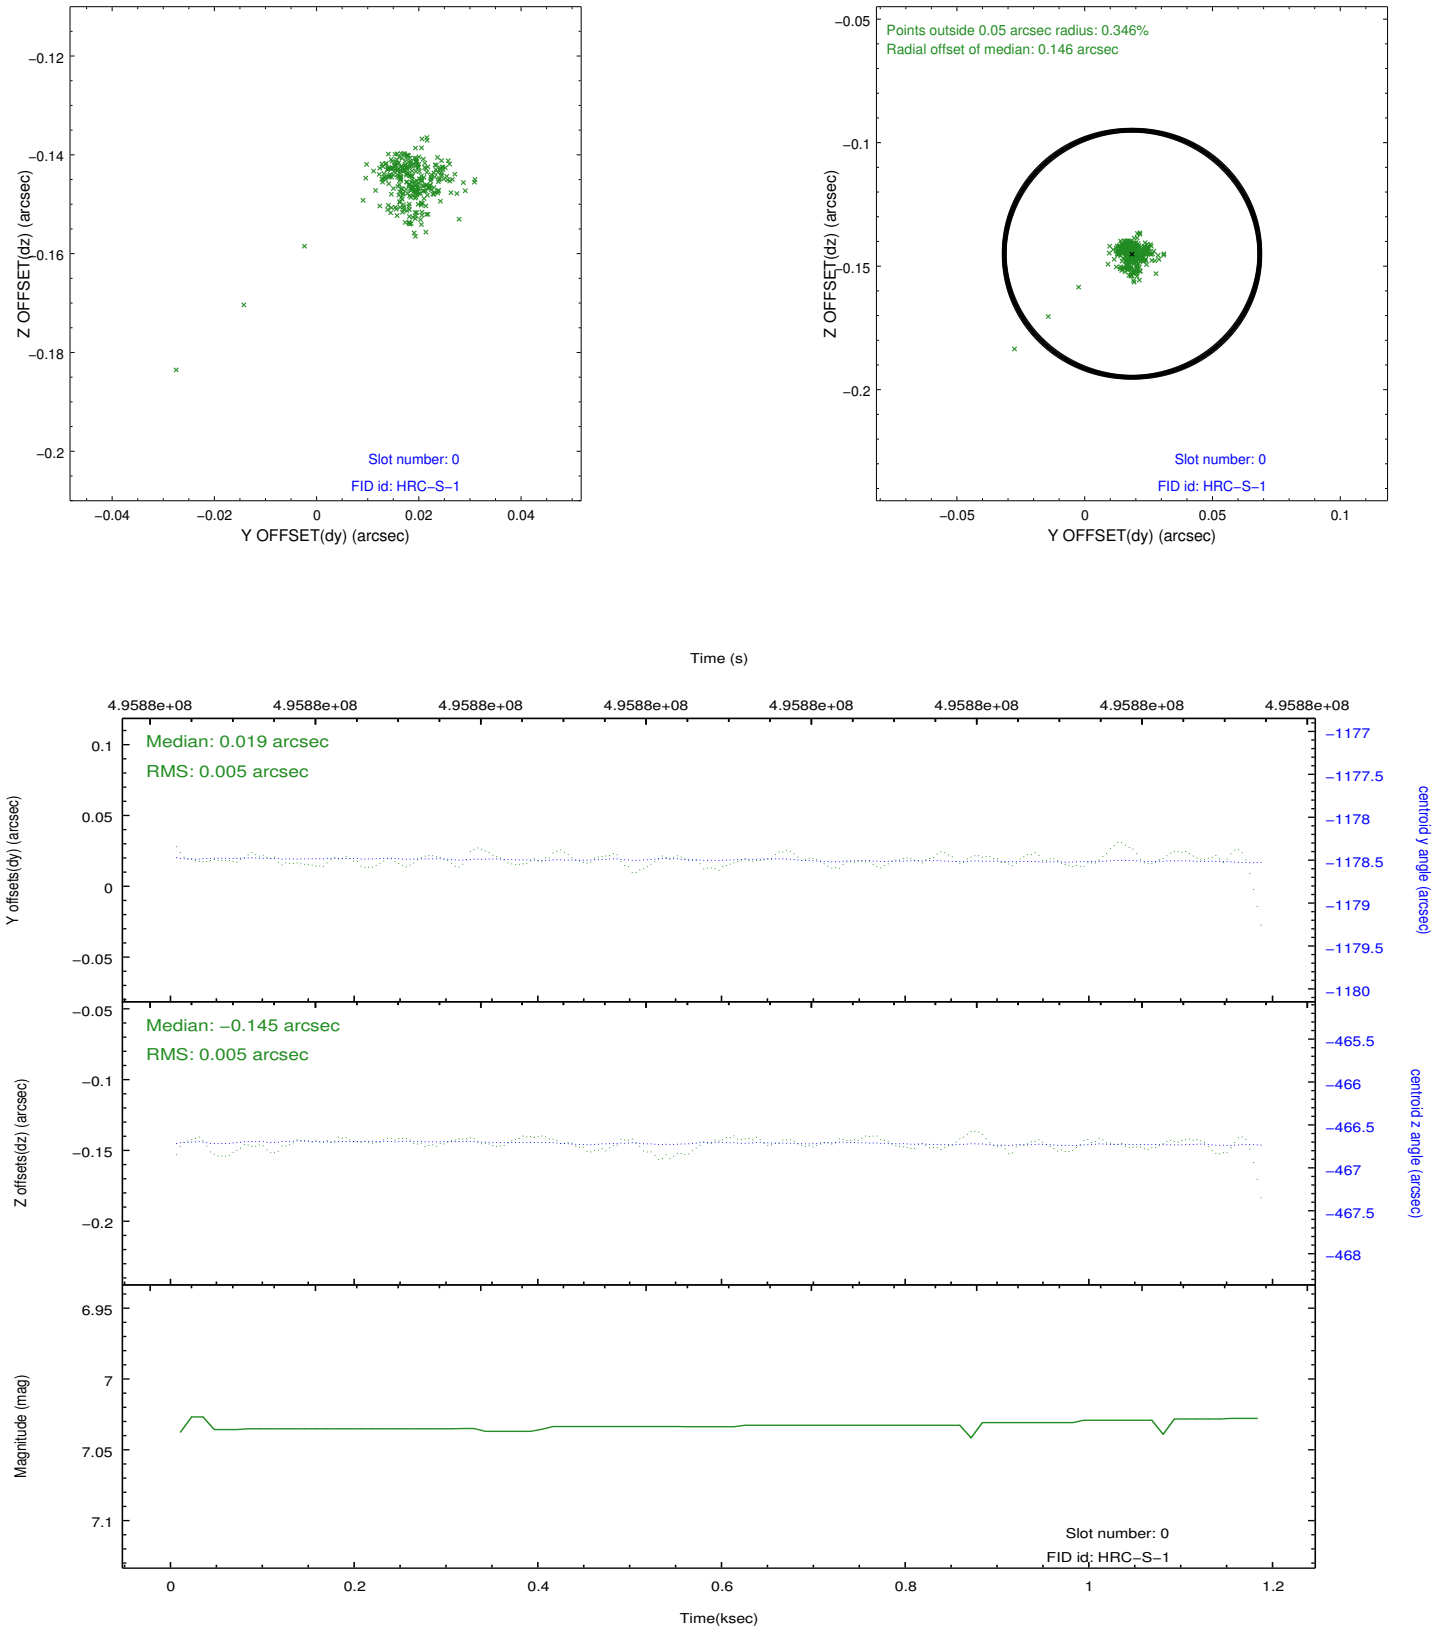 −0.12
−0.14
−0.16
−0.18
−0.2
Z OFFSET(dz) (arcsec)
Slot number: 0
FID id: HRC−S−1
−0.04
−0.02
0
0.02
0.04
Y OFFSET(dy) (arcsec)
Points outside 0.05 arcsec radius: 0.346%
Radial offset of median: 0.146 arcsec
−0.05
−0.1
−0.15
−0.2
Z OFFSET(dz) (arcsec)
Slot number: 0
FID id: HRC−S−1
−0.05
0
0.05
0.1
Y OFFSET(dy) (arcsec)
Time (s)
4.9588e+08
4.9588e+08
4.9588e+08
4.9588e+08
4.9588e+08
4.9588e+08
4.9588e+08
4.9588e+08
Median: 0.019 arcsec
RMS: 0.005 arcsec
0.1
0.05
0
−0.05
Y offsets(dy) (arcsec)
−1177
−1177.5
−1178
−1178.5
−1179
−1179.5
−1180
centroid y angle (arcsec)
Median: −0.145 arcsec
RMS: 0.005 arcsec
−0.05
−0.1
−0.15
−0.2
Z offsets(dz) (arcsec)
−465.5
−466
−466.5
−467
−467.5
−468
centroid z angle (arcsec)
6.95
7
7.05
7.1
Magnitude (mag)
Slot number: 0
FID id: HRC−S−1
0
0.2
0.4
0.6
0.8
1
1.2
Time(ksec)